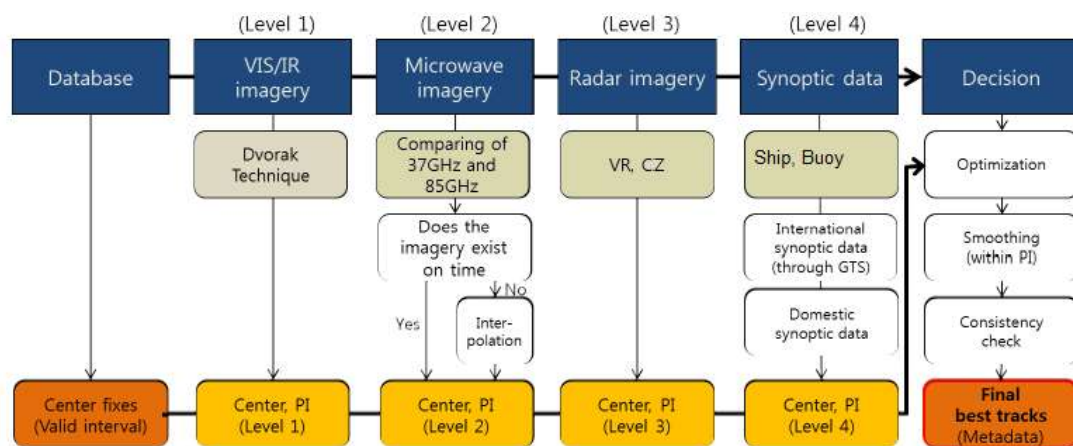 (Level 1)
(Level 2)
(Level 3)
(Level 4)
Database
VIS/IR
imagery
Microwave
imagery
Radar imagery
Synoptic data
Decision
Dvorak
Technique
Comparing of
37GHz and
85GHz
VR, CZ
Ship, Buoy
Optimization
Does the
imagery exist
on time
International
synoptic data
(through GTS)
Smoothing
(within PI)
No
Yes
Inter-
polation
Domestic
synoptic data
Consistency
check
Center fixes
(Valid interval)
Center, PI
(Level 1)
Center, PI
(Level 2)
Center, PI
(Level 3)
Center, PI
(Level 4)
Final
best tracks
(Metadata)